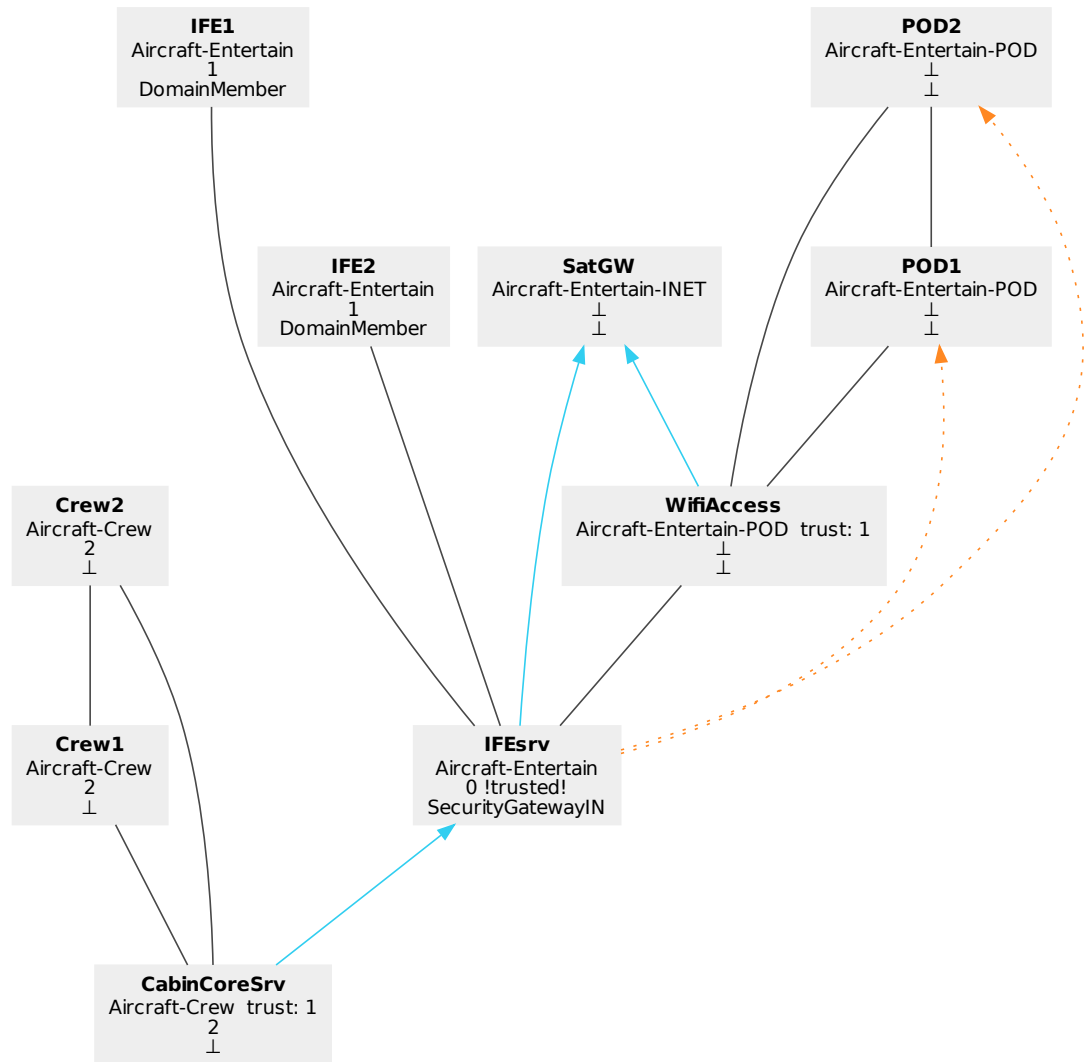 IFE1
Aircraft-Entertain
1
DomainMember
POD2
Aircraft-Entertain-POD
⊥
⊥
IFE2
Aircraft-Entertain
1
DomainMember
SatGW
Aircraft-Entertain-INET
⊥
⊥
POD1
Aircraft-Entertain-POD
⊥
⊥
Crew2
Aircraft-Crew
2
⊥
WifiAccess
Aircraft-Entertain-POD  trust: 1
⊥
⊥
Crew1
Aircraft-Crew
2
⊥
IFEsrv
Aircraft-Entertain
0 !trusted!
SecurityGatewayIN
CabinCoreSrv
Aircraft-Crew  trust: 1
2
⊥